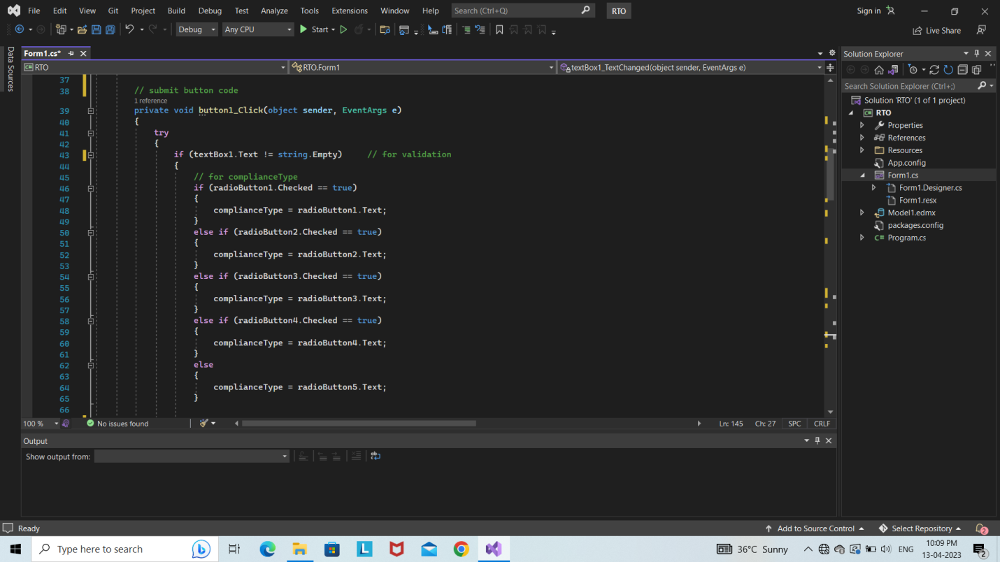 File Edit View Git Project Build Debug Test Analyze Tools Extensions Window Help Search (Ctrl+Q) RTO Sign in
Debug Any CPU Start Live Share
Data Sources
Form1.cs*
RTO RTO.Form1 textBox1_TextChanged(object sender, EventArgs e)
37
38 // submit button code
1 reference
39 private void button1_Click(object sender, EventArgs e)
40 {
41 try
42 {
43 if (textBox1.Text != string.Empty) // for validation
44 {
45 // for complianceType
46 if (radioButton1.Checked == true)
47 {
48 complianceType = radioButton1.Text;
49 }
50 else if (radioButton2.Checked == true)
51 {
52 complianceType = radioButton2.Text;
53 }
54 else if (radioButton3.Checked == true)
55 {
56 complianceType = radioButton3.Text;
57 }
58 else if (radioButton4.Checked == true)
59 {
60 complianceType = radioButton4.Text;
61 }
62 else
63 {
64 complianceType = radioButton5.Text;
65 }
66
100 % No issues found Ln: 145 Ch: 27 SPC CRLF
Output
Show output from:
Solution Explorer
Search Solution Explorer (Ctrl+;)
Solution 'RTO' (1 of 1 project)
RTO
Properties
References
Resources
App.config
Form1.cs
Form1.Designer.cs
Form1.resx
Model1.edmx
packages.config
C# Program.cs
Ready Add to Source Control Select Repository 2
Type here to search L 36°C Sunny ENG 10:09 PM
13-04-2023 2